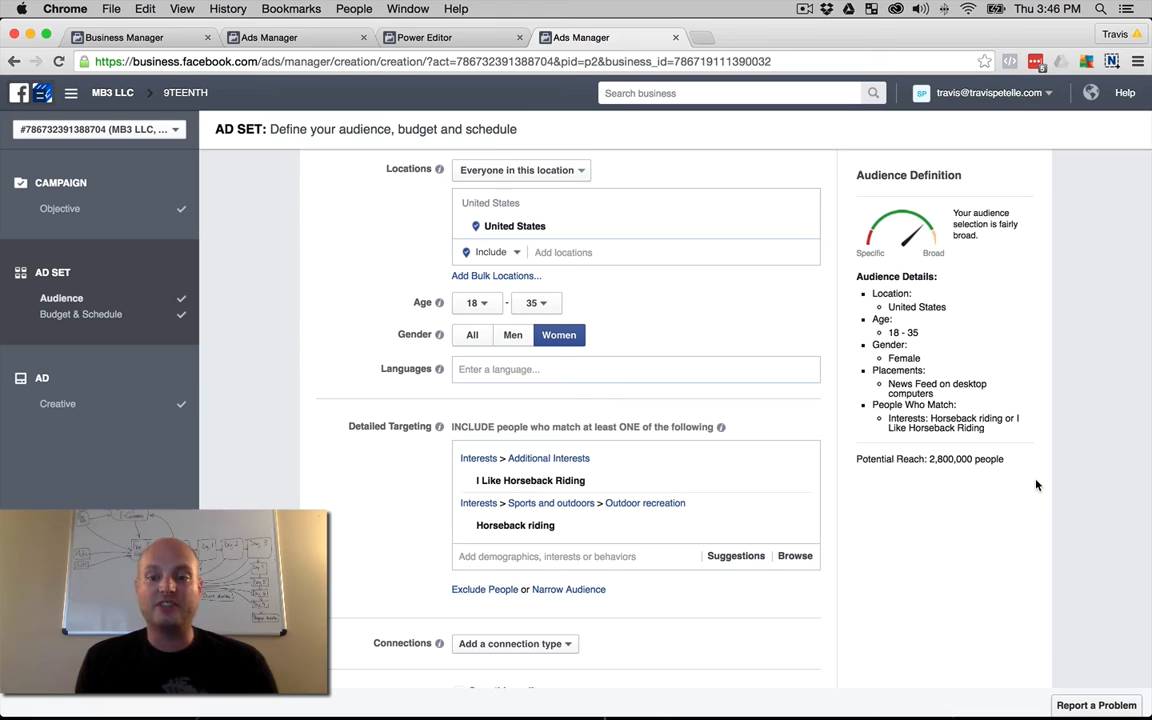 Chrome File Edit View History Bookmarks People Window Help Thu 3:46 PM
Business Manager Ads Manager Power Editor Ads Manager Travis
https://business.facebook.com/ads/manager/creation/creation/?act=786732391388704&pid=p2&business_id=786719111390032
MB3 LLC > 9TEENTH Search business SP travis@travispetelle.com Help
#786732391388704 (MB3 LLC, ...
AD SET: Define your audience, budget and schedule
CAMPAIGN
Objective
AD SET
Audience
Budget & Schedule
AD
Creative
Locations Everyone in this location
United States
United States
Include Add locations
Add Bulk Locations...
Age 18 - 35
Gender All Men Women
Languages Enter a language...
Detailed Targeting INCLUDE people who match at least ONE of the following
Interests > Additional Interests
I Like Horseback Riding
Interests > Sports and outdoors > Outdoor recreation
Horseback riding
Add demographics, interests or behaviors Suggestions Browse
Exclude People or Narrow Audience
Connections Add a connection type
Audience Definition
Your audience
selection is fairly
broad.
Specific Broad
Audience Details:
Location:
United States
Age:
18 - 35
Gender:
Female
Placements:
News Feed on desktop
computers
People Who Match:
Interests: Horseback riding or I
Like Horseback Riding
Potential Reach: 2,800,000 people
Report a Problem